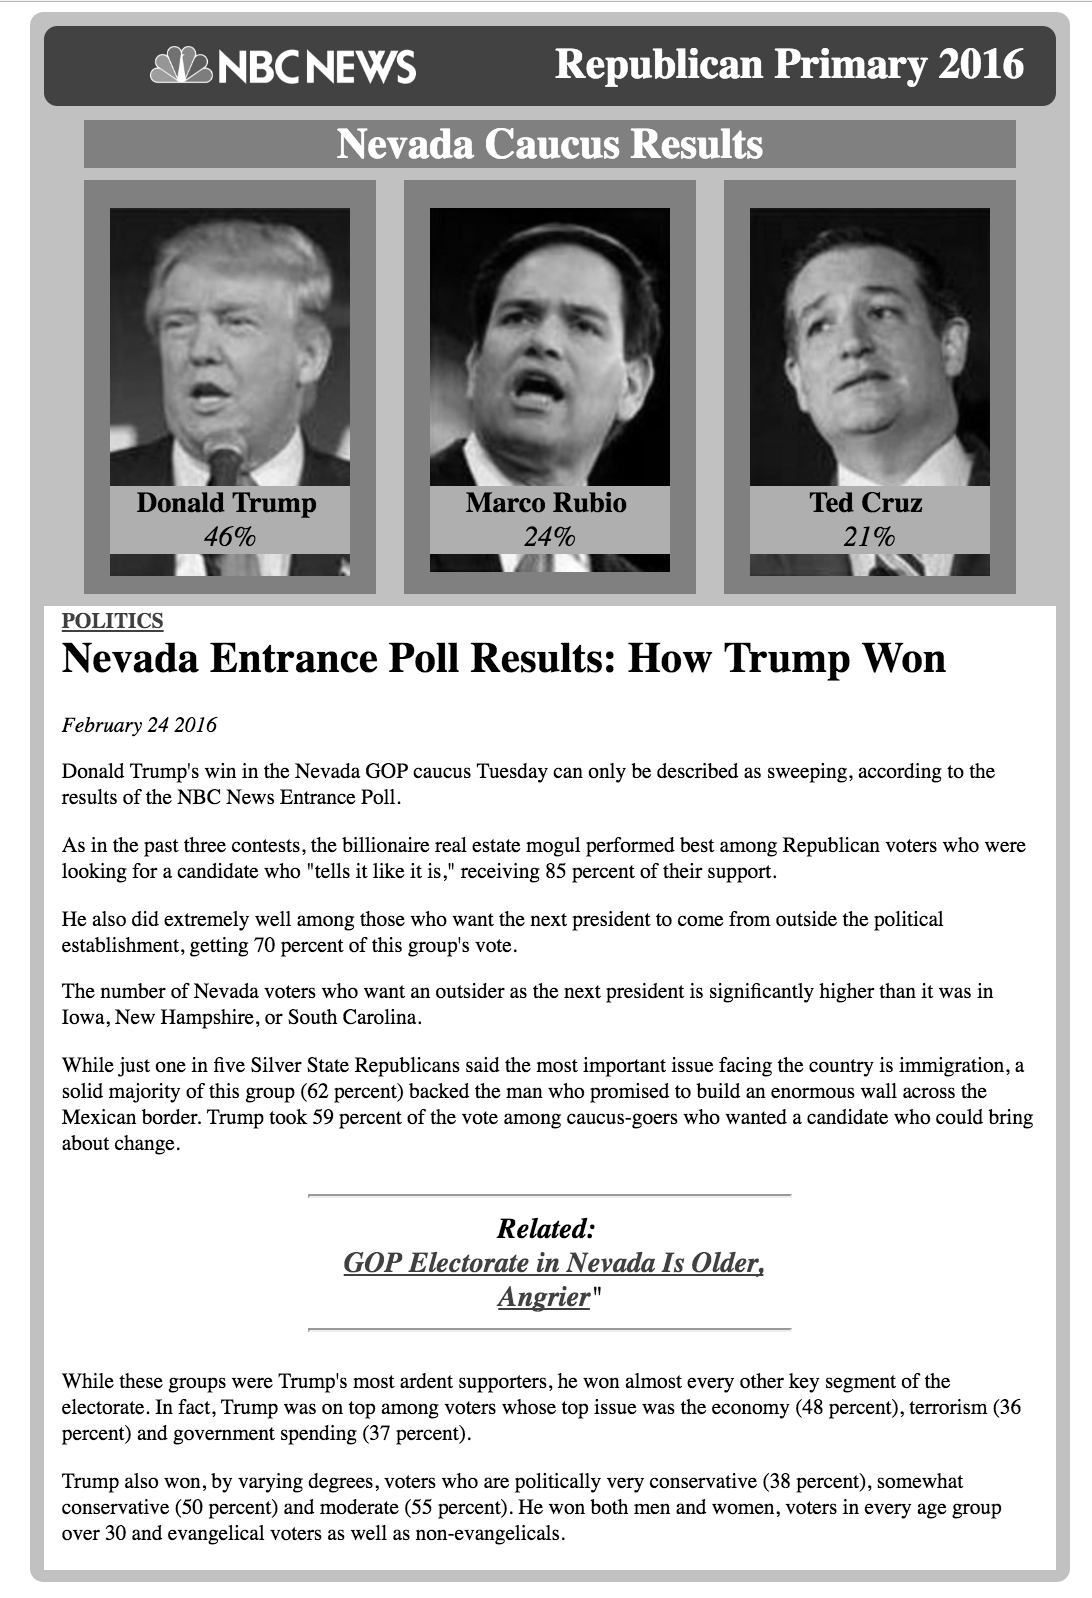 NBC NEWS
Republican Primary 2016
Nevada Caucus Results
Donald Trump
46%
Marco Rubio
24%
Ted Cruz
21%
POLITICS
Nevada Entrance Poll Results: How Trump Won
February 24 2016
Donald Trump's win in the Nevada GOP caucus Tuesday can only be described as sweeping, according to the
results of the NBC News Entrance Poll.
As in the past three contests, the billionaire real estate mogul performed best among Republican voters who were
looking for a candidate who "tells it like it is," receiving 85 percent of their support.
He also did extremely well among those who want the next president to come from outside the political
establishment, getting 70 percent of this group's vote.
The number of Nevada voters who want an outsider as the next president is significantly higher than it was in
Iowa, New Hampshire, or South Carolina.
While just one in five Silver State Republicans said the most important issue facing the country is immigration, a
solid majority of this group (62 percent) backed the man who promised to build an enormous wall across the
Mexican border. Trump took 59 percent of the vote among caucus-goers who wanted a candidate who could bring
about change.
Related:
GOP Electorate in Nevada Is Older,
Angrier"
While these groups were Trump's most ardent supporters, he won almost every other key segment of the
electorate. In fact, Trump was on top among voters whose top issue was the economy (48 percent), terrorism (36
percent) and government spending (37 percent).
Trump also won, by varying degrees, voters who are politically very conservative (38 percent), somewhat
conservative (50 percent) and moderate (55 percent). He won both men and women, voters in every age group
over 30 and evangelical voters as well as non-evangelicals.